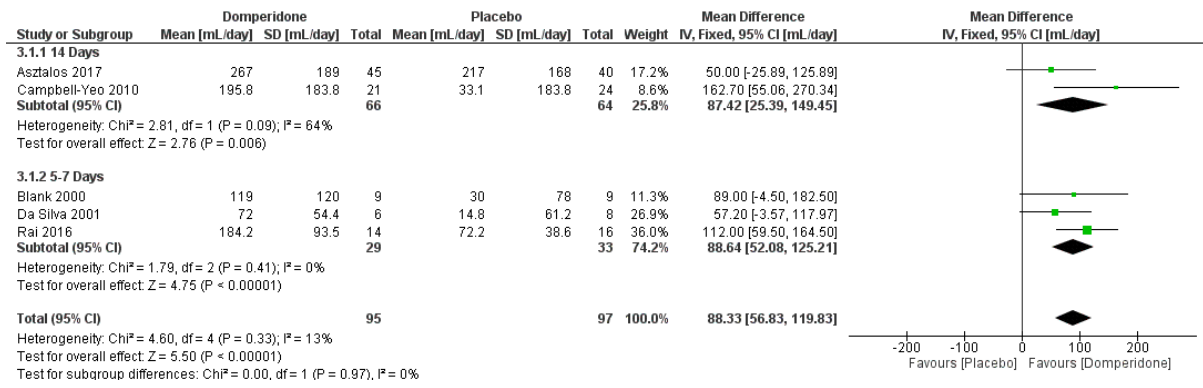 Domperidone Placebo Mean Difference Mean Difference
Study or Subgroup Mean [mL/day] SD [mL/day] Total Mean [mL/day] SD [mL/day] Total Weight IV, Fixed, 95% CI [mL/day] IV, Fixed, 95% CI [mL/day]
3.1.1 14 Days
Asztalos 2017 267 189 45 217 168 40 17.2% 50.00 [-25.89, 125.89]
Campbell-Yeo 2010 195.8 183.8 21 33.1 183.8 24 8.6% 162.70 [55.06, 270.34]
Subtotal (95% CI) 66 64 25.8% 87.42 [25.39, 149.45]
Heterogeneity: Chi² = 2.81, df = 1 (P = 0.09); I² = 64%
Test for overall effect: Z = 2.76 (P = 0.006)
3.1.2 5-7 Days
Blank 2000 119 120 9 30 78 9 11.3% 89.00 [-4.50, 182.50]
Da Silva 2001 72 54.4 6 14.8 61.2 8 26.9% 57.20 [-3.57, 117.97]
Rai 2016 184.2 93.5 14 72.2 38.6 16 36.0% 112.00 [59.50, 164.50]
Subtotal (95% CI) 29 33 74.2% 88.64 [52.08, 125.21]
Heterogeneity: Chi² = 1.79, df = 2 (P = 0.41); I² = 0%
Test for overall effect: Z = 4.75 (P < 0.00001)
Total (95% CI) 95 97 100.0% 88.33 [56.83, 119.83]
Heterogeneity: Chi² = 4.60, df = 4 (P = 0.33); I² = 13%
Test for overall effect: Z = 5.50 (P < 0.00001)
Test for subgroup differences: Chi² = 0.00, df = 1 (P = 0.97), I² = 0%
-200 -100 0 100 200
Favours [Placebo] Favours [Domperidone]